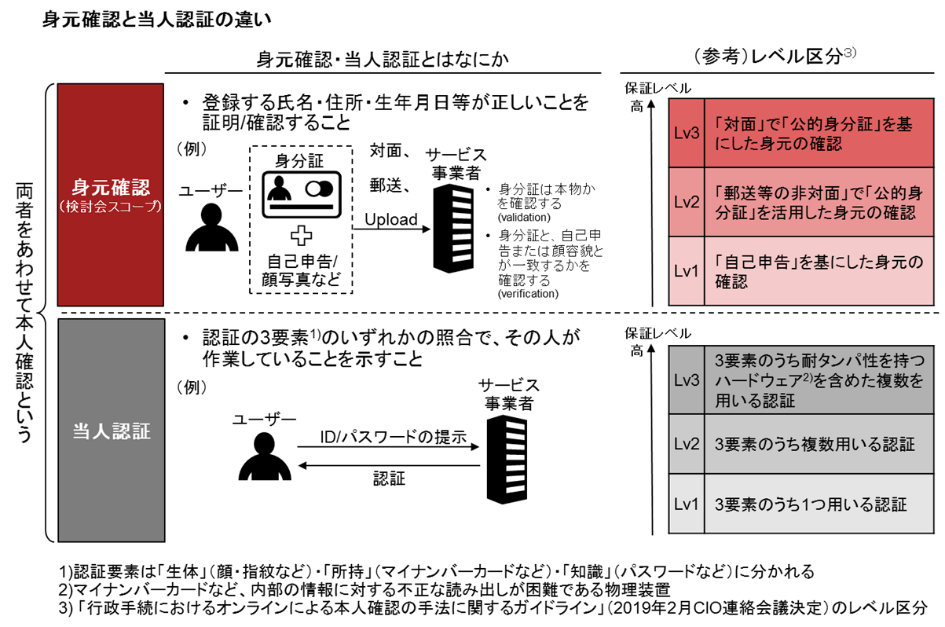 身元確認と当人認証の違い
身元確認・当人認証とはなにか
（参考）レベル区分3)
両者をあわせて本人確認という
身元確認
（検討会スコープ）
• 登録する氏名・住所・生年月日等が正しいことを
証明/確認すること
（例）
ユーザー
身分証
自己申告/
顔写真など
対面、
郵送、
Upload
サービス
事業者
• 身分証は本物か
を確認する
(validation)
• 身分証と、自己申
告または顔容貌と
が一致するかを
確認する
(verification)
保証レベル
高
Lv3
「対面」で「公的身分証」を基
にした身元の確認
Lv2
「郵送等の非対面」で「公的身
分証」を活用した身元の確認
Lv1
「自己申告」を基にした身元の
確認
当人認証
• 認証の3要素1)のいずれかの照合で、その人が
作業していることを示すこと
（例）
ユーザー
ID/パスワードの提示
認証
サービス
事業者
保証レベル
高
Lv3
3要素のうち耐タンパ性を持つ
ハードウェア2)を含めた複数を
用いる認証
Lv2
3要素のうち複数用いる認証
Lv1
3要素のうち1つ用いる認証
1)認証要素は「生体」（顔・指紋など）・「所持」（マイナンバーカードなど）・「知識」（パスワードなど）に分かれる
2)マイナンバーカードなど、内部の情報に対する不正な読み出しが困難である物理装置
3) 「行政手続におけるオンラインによる本人確認の手法に関するガイドライン」（2019年2月CIO連絡会議決定）のレベル区分